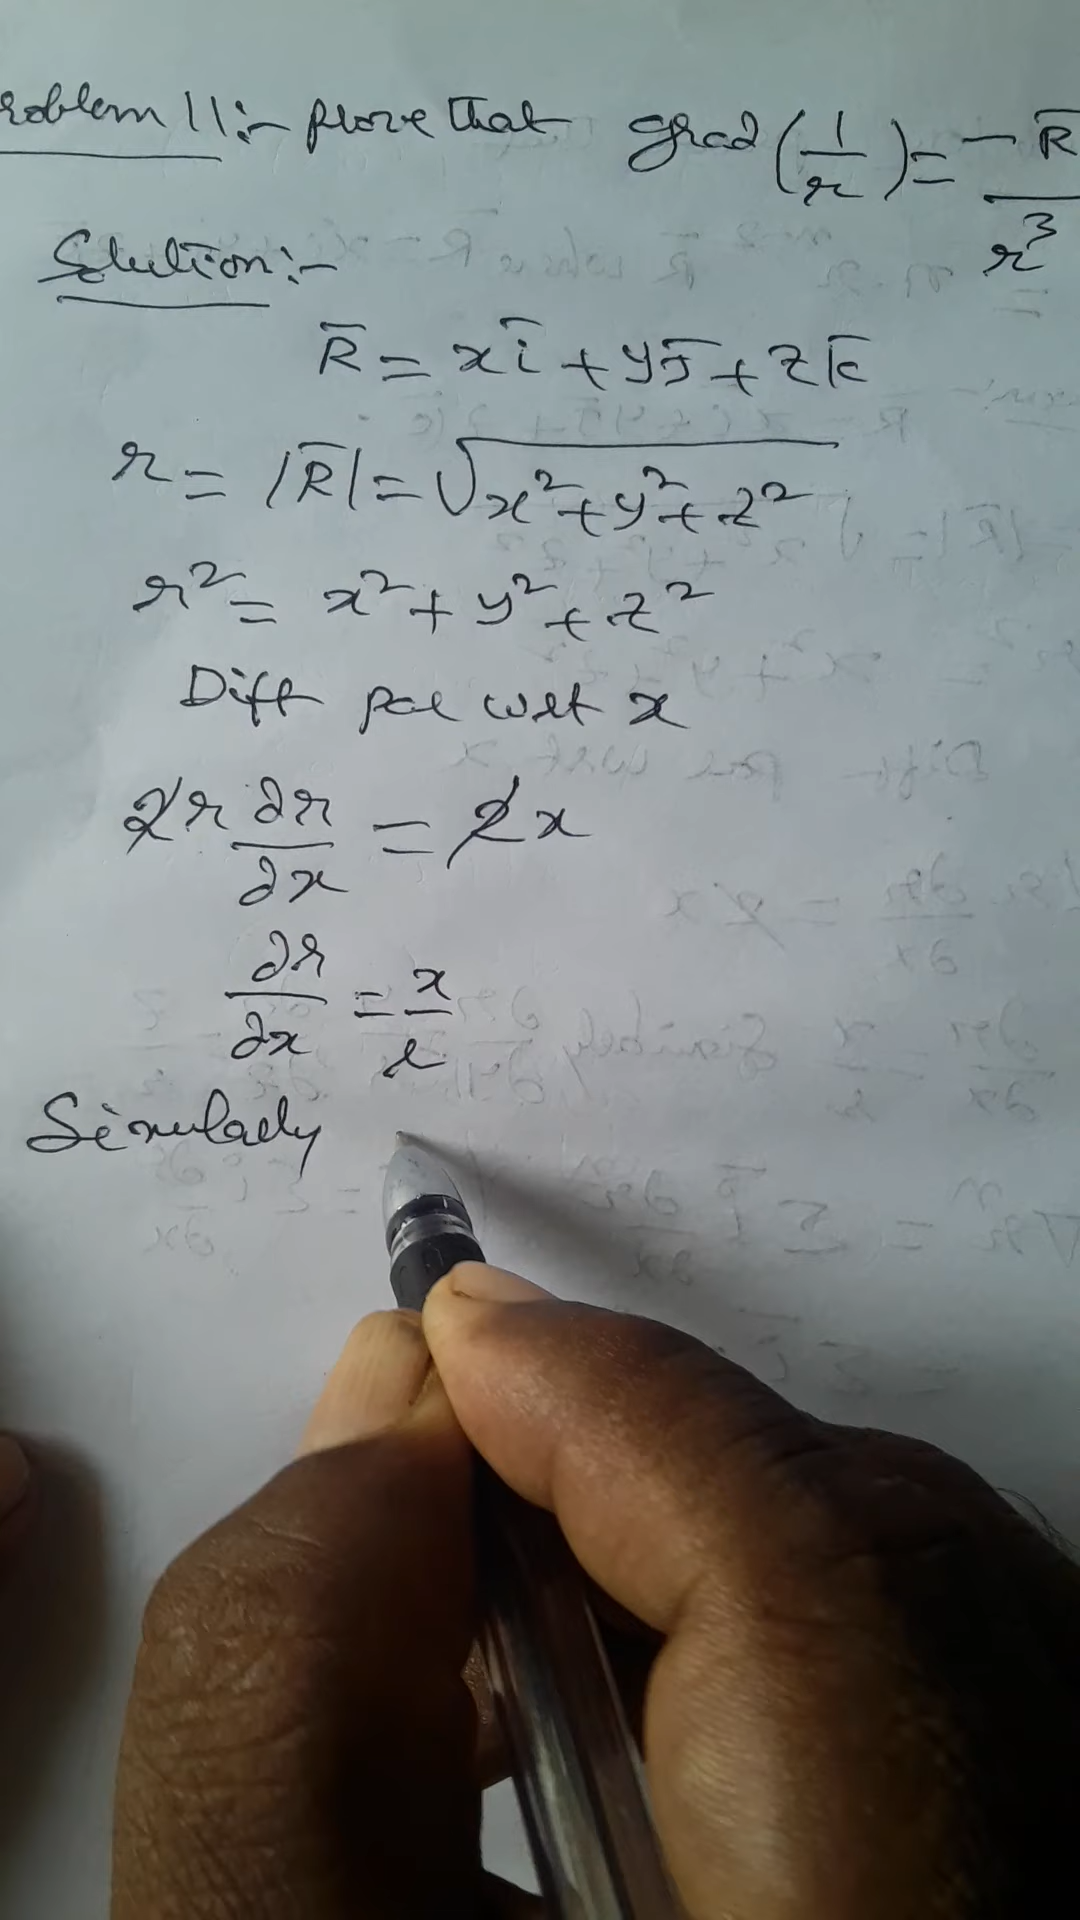 roblem 11:- prove that grad(1/r) = -R̄/r³
Solution:-
R̄ = xī + yj̄ + zk̄
r = |R̄| = √x²+y²+z²
r² = x² + y² + z²
Diff par wrt x
2r ∂r/∂x = 2x
∂r/∂x = x/r
Similarly